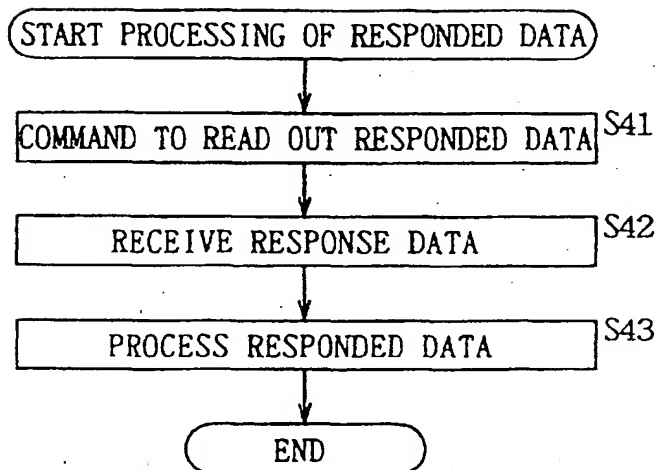 START PROCESSING OF RESPONDED DATA
COMMAND TO READ OUT RESPONDED DATA
S41
RECEIVE RESPONSE DATA
S42
PROCESS RESPONDED DATA
S43
END